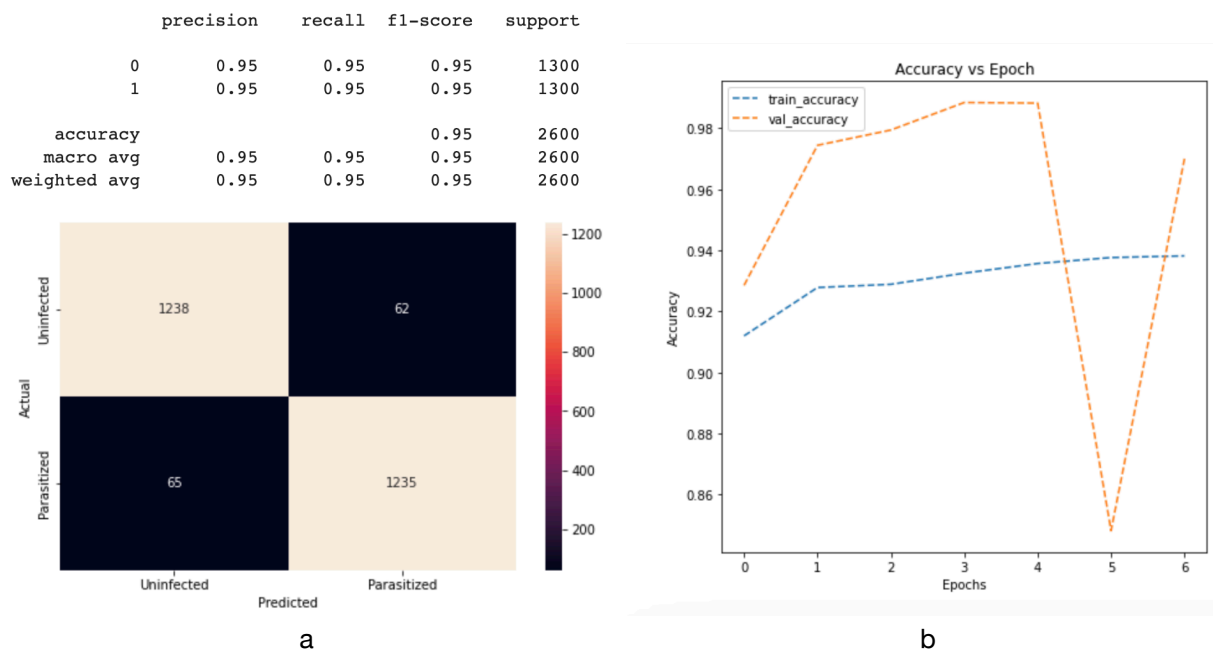 precision recall f1-score support
0 0.95 0.95 0.95 1300
1 0.95 0.95 0.95 1300
accuracy 0.95 2600
macro avg 0.95 0.95 0.95 2600
weighted avg 0.95 0.95 0.95 2600
Uninfected
Parasitized
Actual
1238 62
65 1235
Uninfected Parasitized
Predicted
1200
1000
800
600
400
200
a
Accuracy vs Epoch
train_accuracy
val_accuracy
Accuracy
0.98
0.96
0.94
0.92
0.90
0.88
0.86
0 1 2 3 4 5 6
Epochs
b